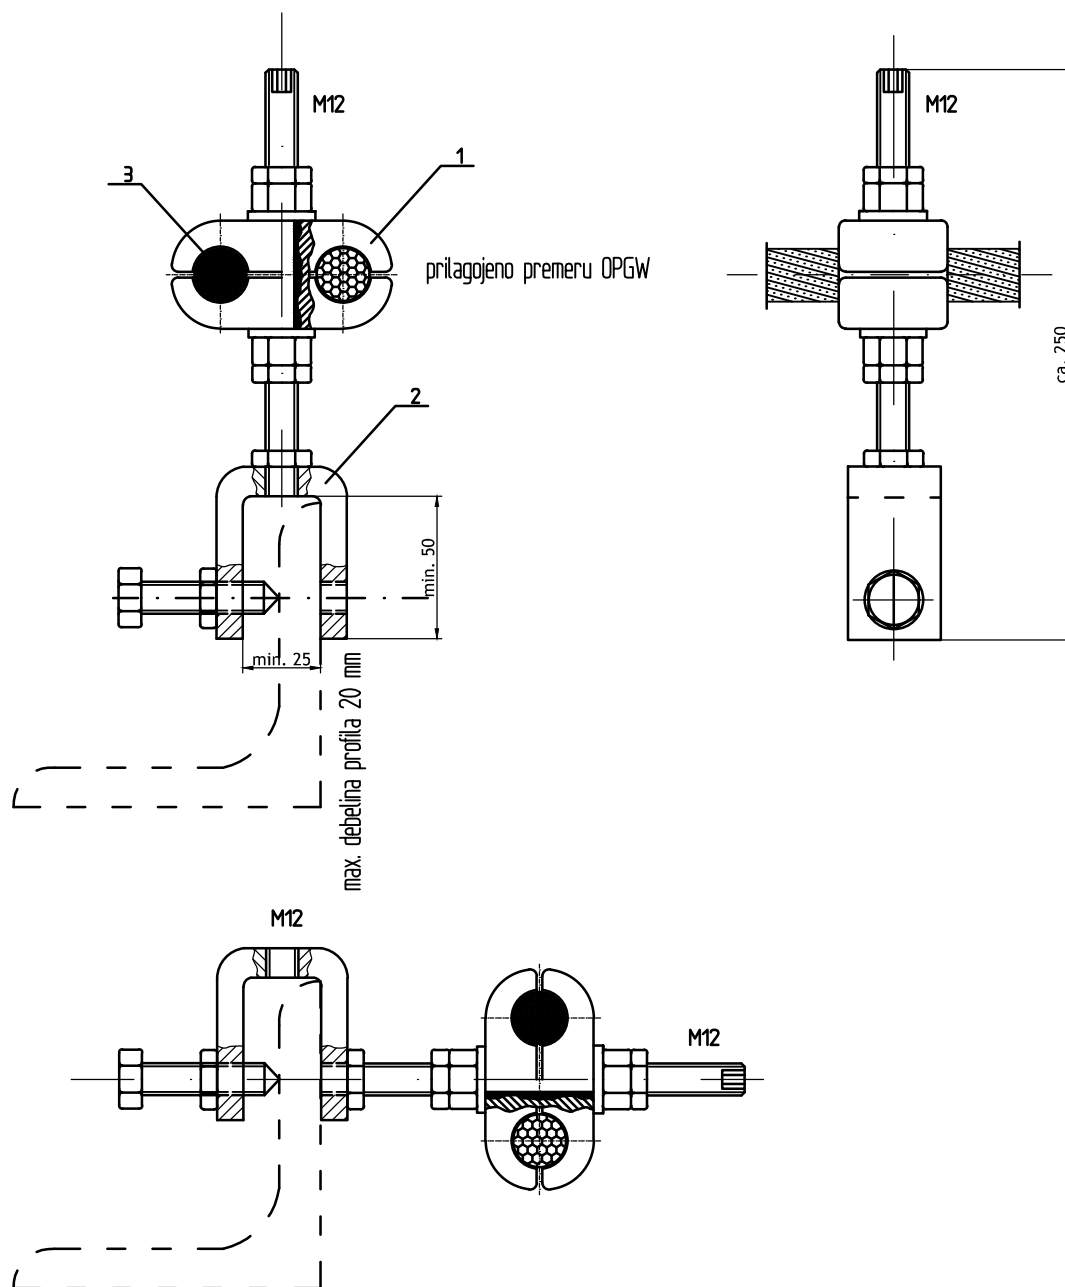 M12
M12
3
1
prilagojeno premeru OPGW
ca. 250
2
min. 50
min. 25
max. debelina profila 20 mm
M12
M12